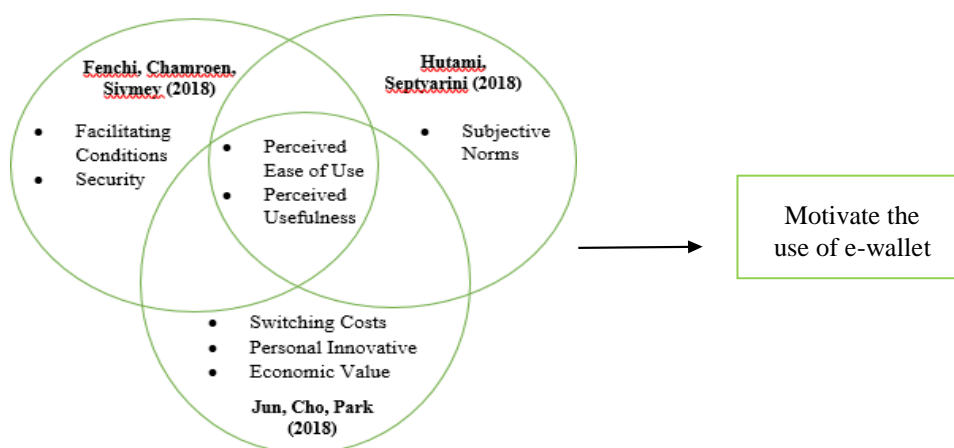 Fenchi, Chamroen,
Sivmey (2018)
• Facilitating
Conditions
• Security
Hutami,
Septyarini (2018)
• Subjective
Norms
• Perceived
Ease of Use
• Perceived
Usefulness
• Switching Costs
• Personal Innovative
• Economic Value
Jun, Cho, Park
(2018)
Motivate the
use of e-wallet